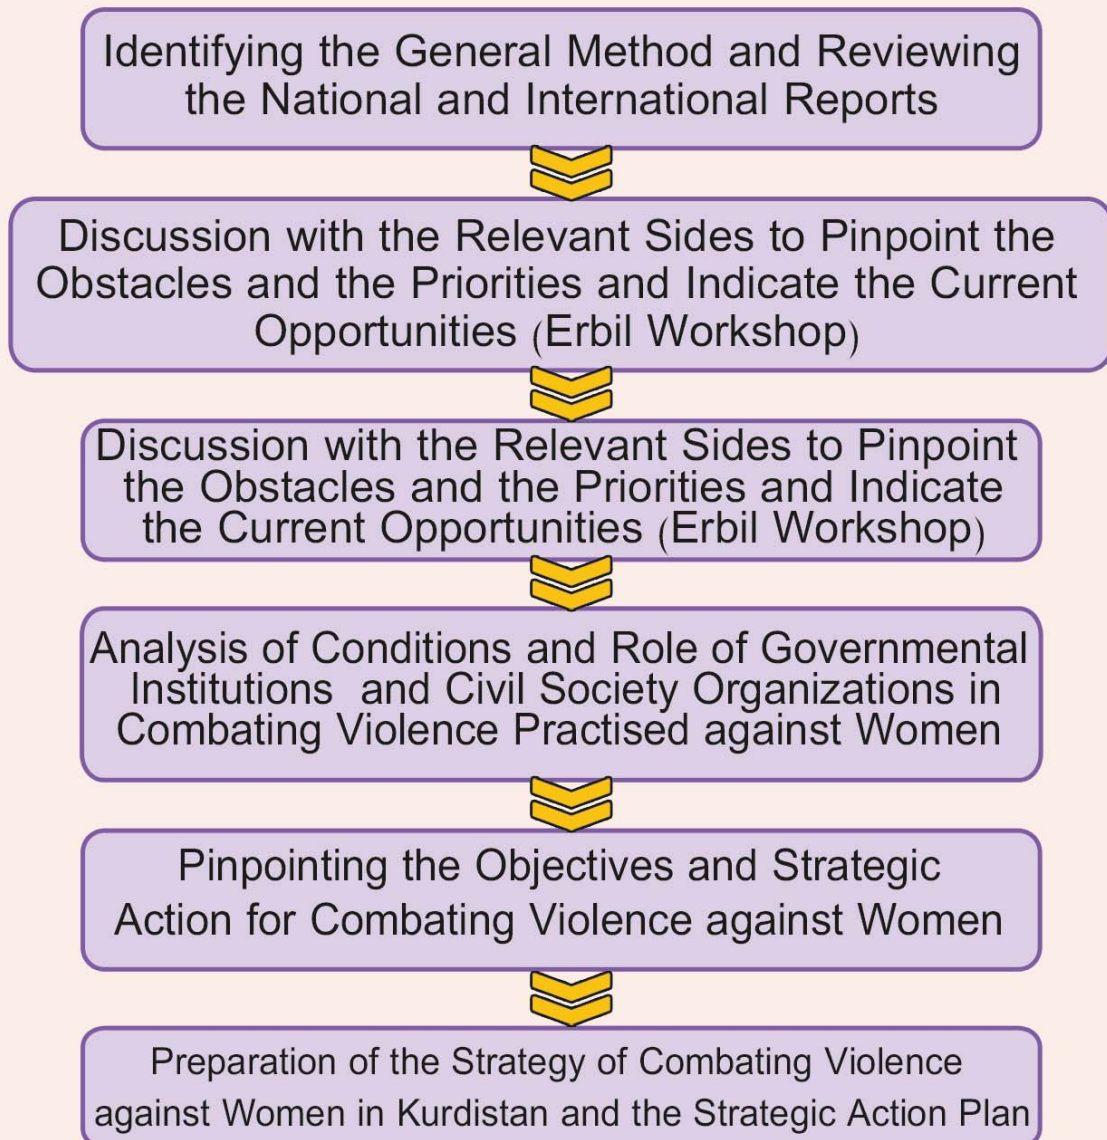 Identifying the General Method and Reviewing
the National and International Reports
Discussion with the Relevant Sides to Pinpoint the
Obstacles and the Priorities and Indicate the Current
Opportunities (Erbil Workshop)
Discussion with the Relevant Sides to Pinpoint
the Obstacles and the Priorities and Indicate
the Current Opportunities (Erbil Workshop)
Analysis of Conditions and Role of Governmental
Institutions and Civil Society Organizations in
Combating Violence Practised against Women
Pinpointing the Objectives and Strategic
Action for Combating Violence against Women
Preparation of the Strategy of Combating Violence
against Women in Kurdistan and the Strategic Action Plan